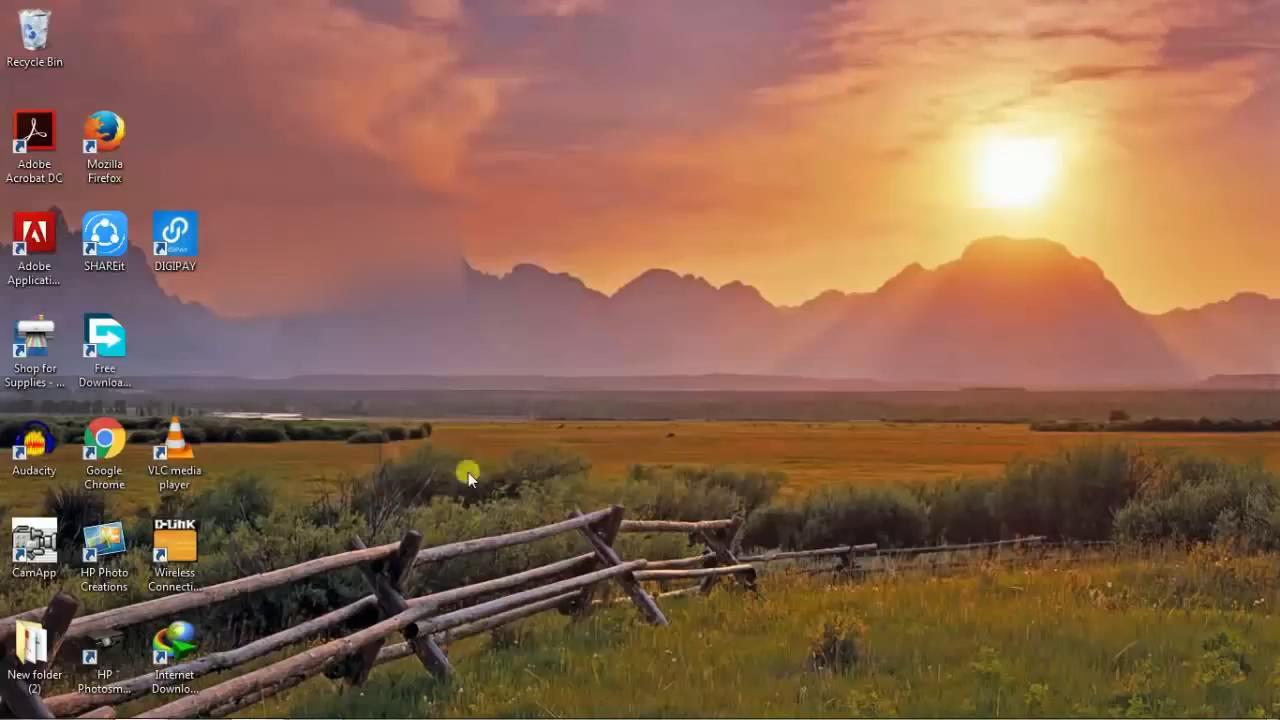 Recycle Bin
Adobe
Acrobat DC
Mozilla
Firefox
Adobe
Applicati...
SHAREit
DIGIPAY
DIGIPAY
Shop for
Supplies - ...
Free
Downloa...
Audacity
Google
Chrome
VLC media
player
D-Link
CamApp
HP Photo
Creations
Wireless
Connecti...
New folder
(2)
HP
Photosm...
Internet
Downlo...